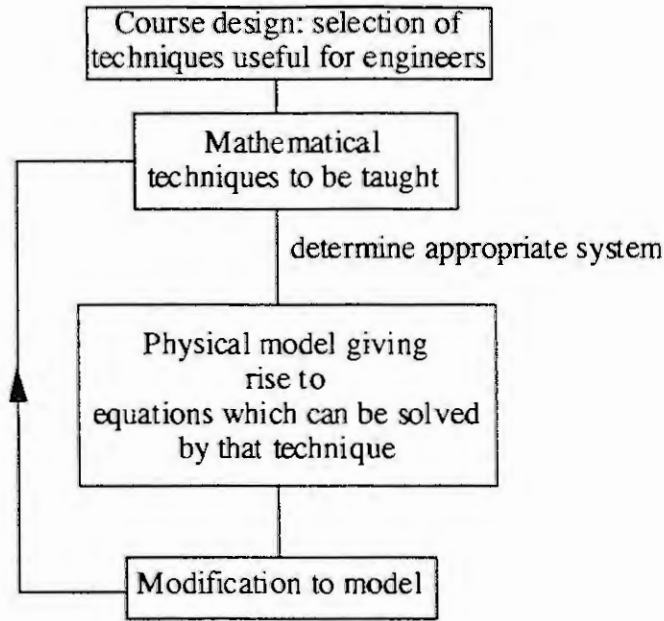 Course design: selection of
techniques useful for engineers
Mathematical
techniques to be taught
determine appropriate system
Physical model giving
rise to
equations which can be solved
by that technique
Modification to model